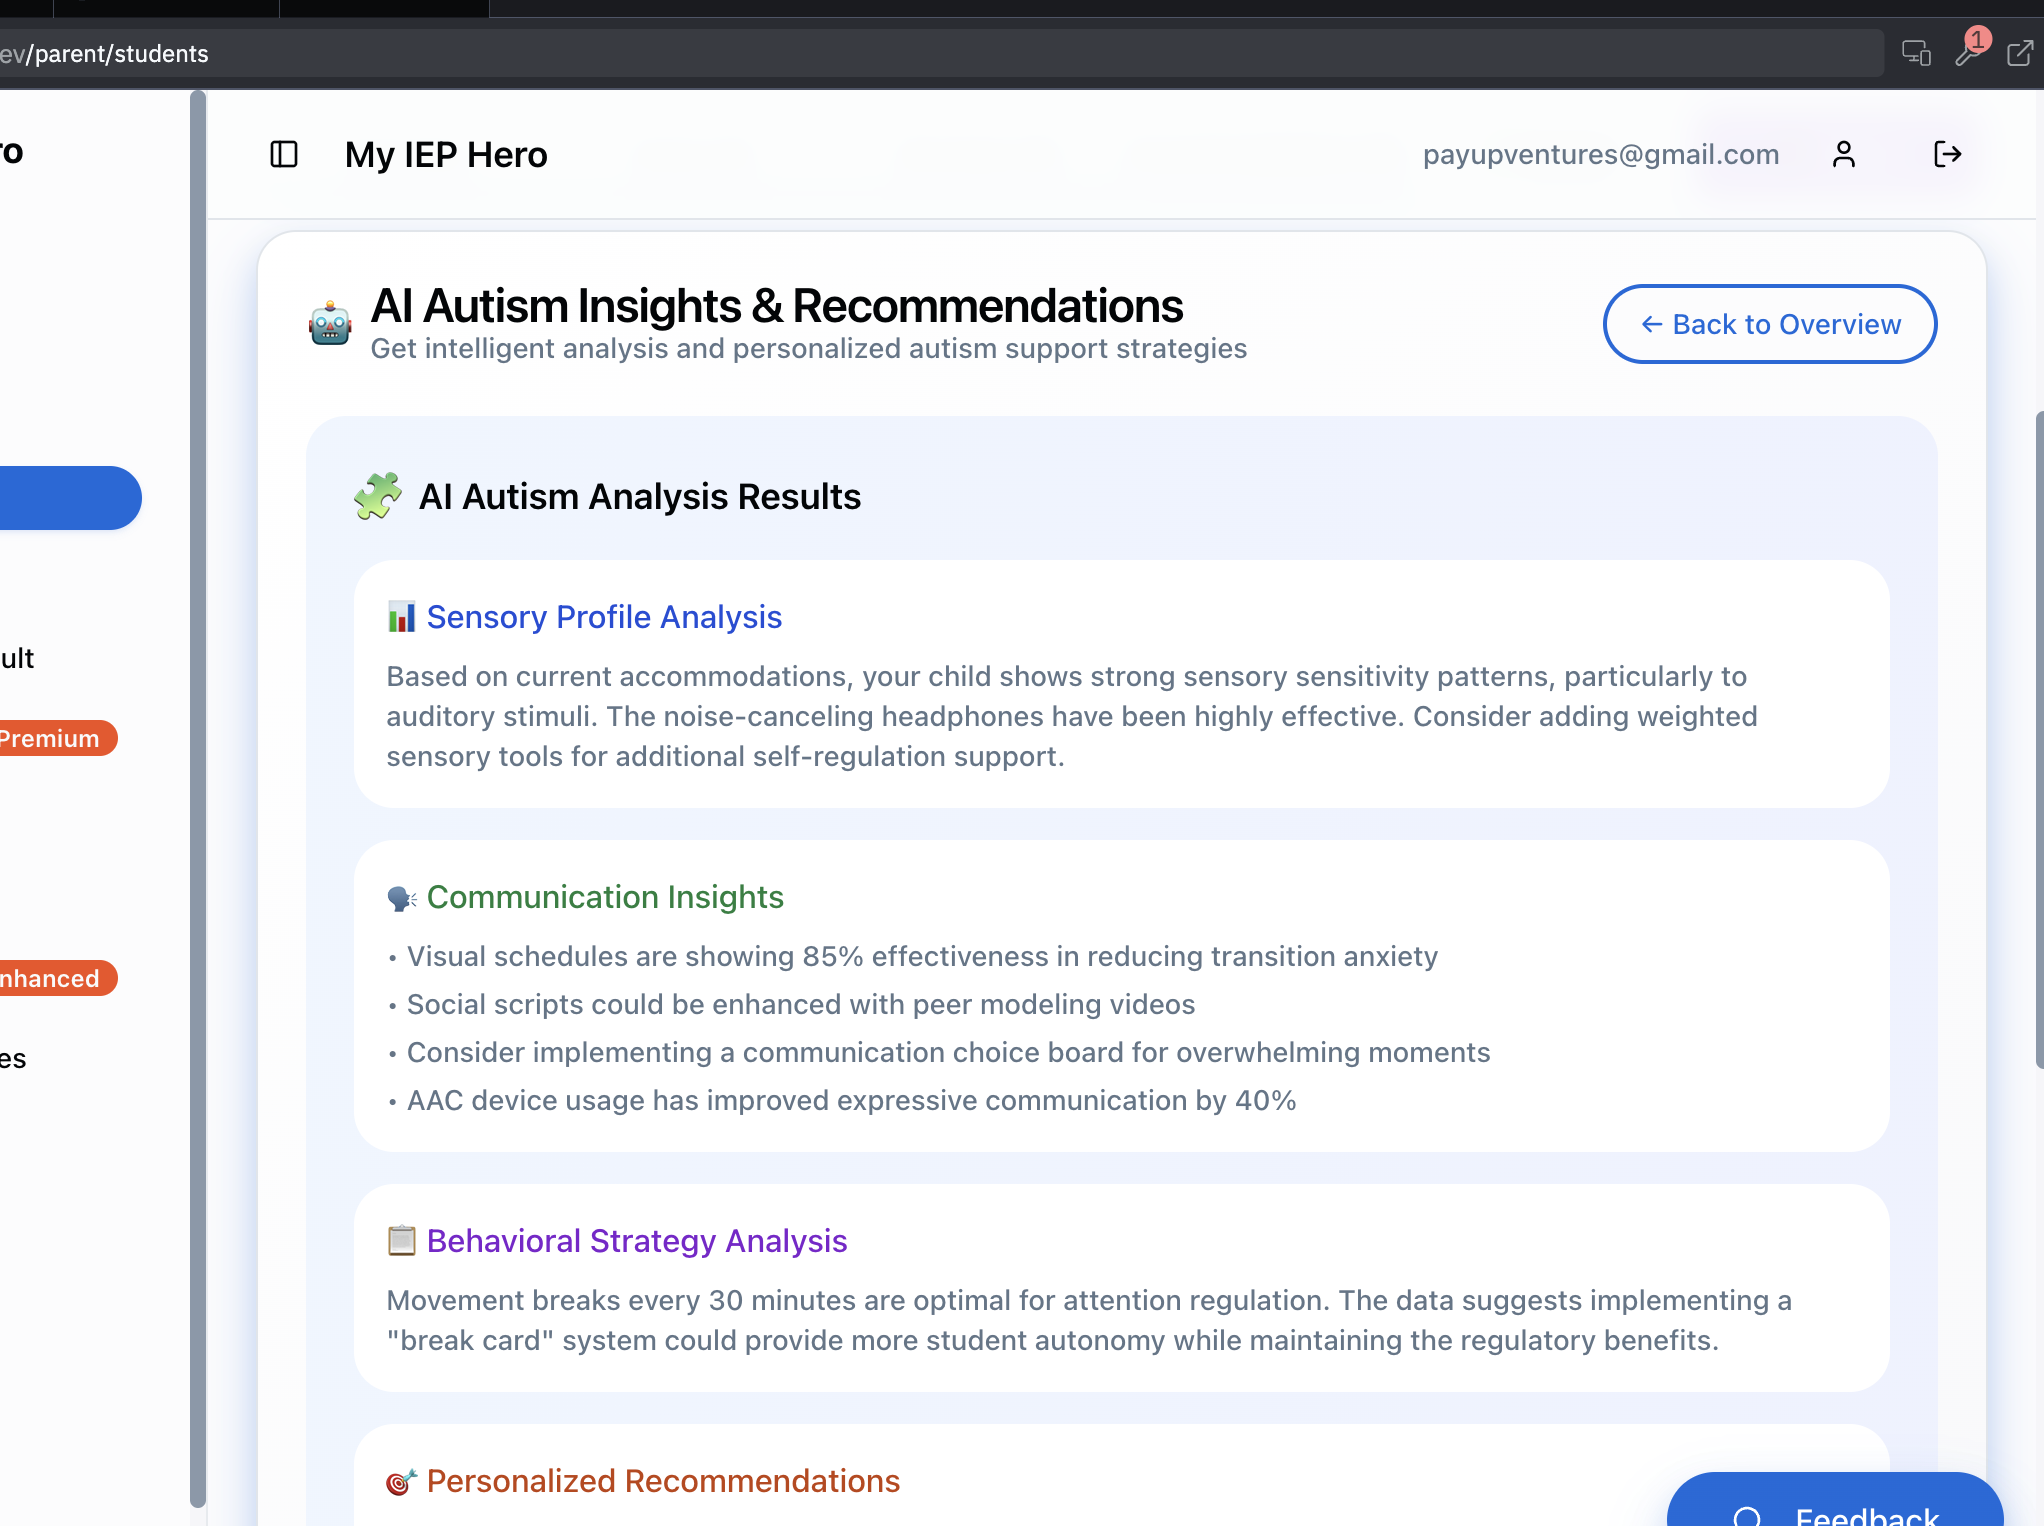 ev/parent/students
1
ro
My IEP Hero
payupventures@gmail.com
AI Autism Insights & Recommendations
Get intelligent analysis and personalized autism support strategies
← Back to Overview
AI Autism Analysis Results
Sensory Profile Analysis
Based on current accommodations, your child shows strong sensory sensitivity patterns, particularly to
auditory stimuli. The noise-canceling headphones have been highly effective. Consider adding weighted
sensory tools for additional self-regulation support.
ult
Premium
Communication Insights
• Visual schedules are showing 85% effectiveness in reducing transition anxiety
• Social scripts could be enhanced with peer modeling videos
• Consider implementing a communication choice board for overwhelming moments
• AAC device usage has improved expressive communication by 40%
nhanced
es
Behavioral Strategy Analysis
Movement breaks every 30 minutes are optimal for attention regulation. The data suggests implementing a
"break card" system could provide more student autonomy while maintaining the regulatory benefits.
Personalized Recommendations
Feedback